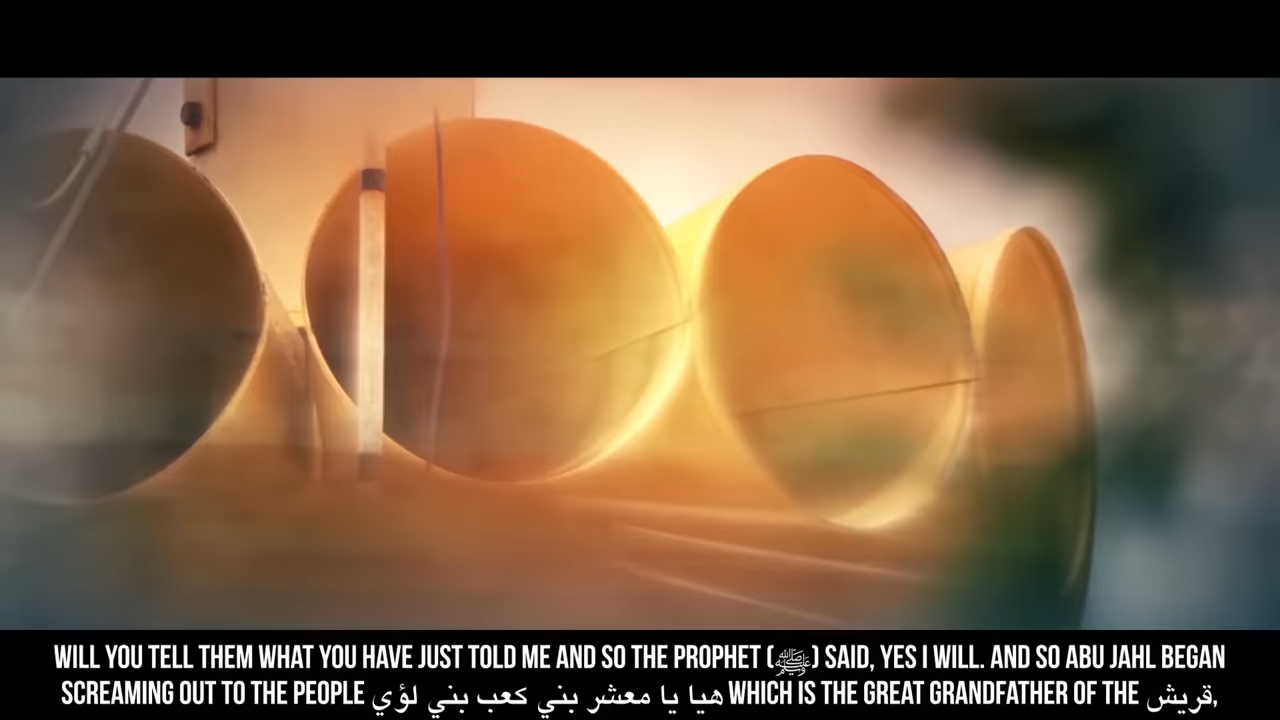 WILL YOU TELL THEM WHAT YOU HAVE JUST TOLD ME AND SO THE PROPHET (ﷺ) SAID, YES I WILL. AND SO ABU JAHL BEGAN
SCREAMING OUT TO THE PEOPLE هيا يا معشر بني كعب بني لؤي WHICH IS THE GREAT GRANDFATHER OF THE قريش,